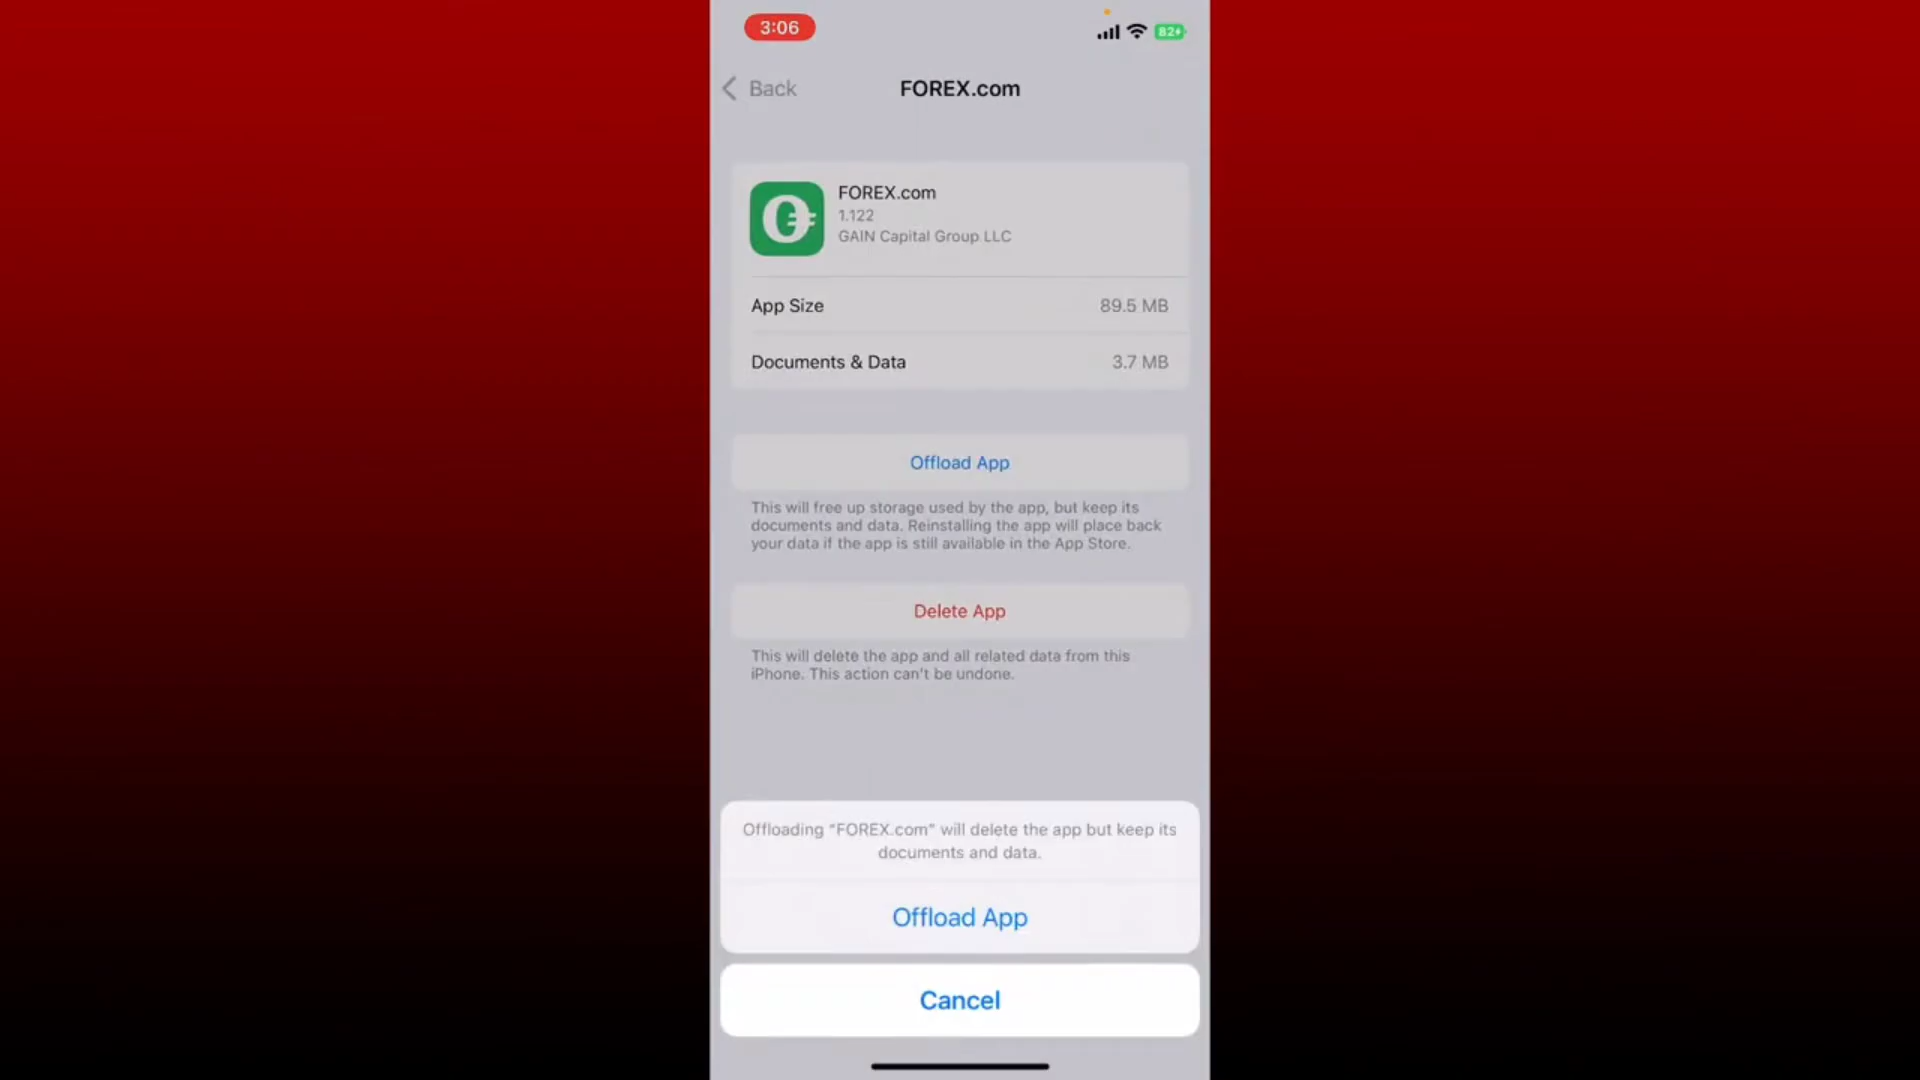 3:06
82
Back
FOREX.com
FOREX.com
1.122
GAIN Capital Group LLC
App Size
89.5 MB
Documents & Data
3.7 MB
Offload App
This will free up storage used by the app, but keep its
documents and data. Reinstalling the app will place back
your data if the app is still available in the App Store.
Delete App
This will delete the app and all related data from this
iPhone. This action can't be undone.
Offloading “FOREX.com” will delete the app but keep its
documents and data.
Offload App
Cancel